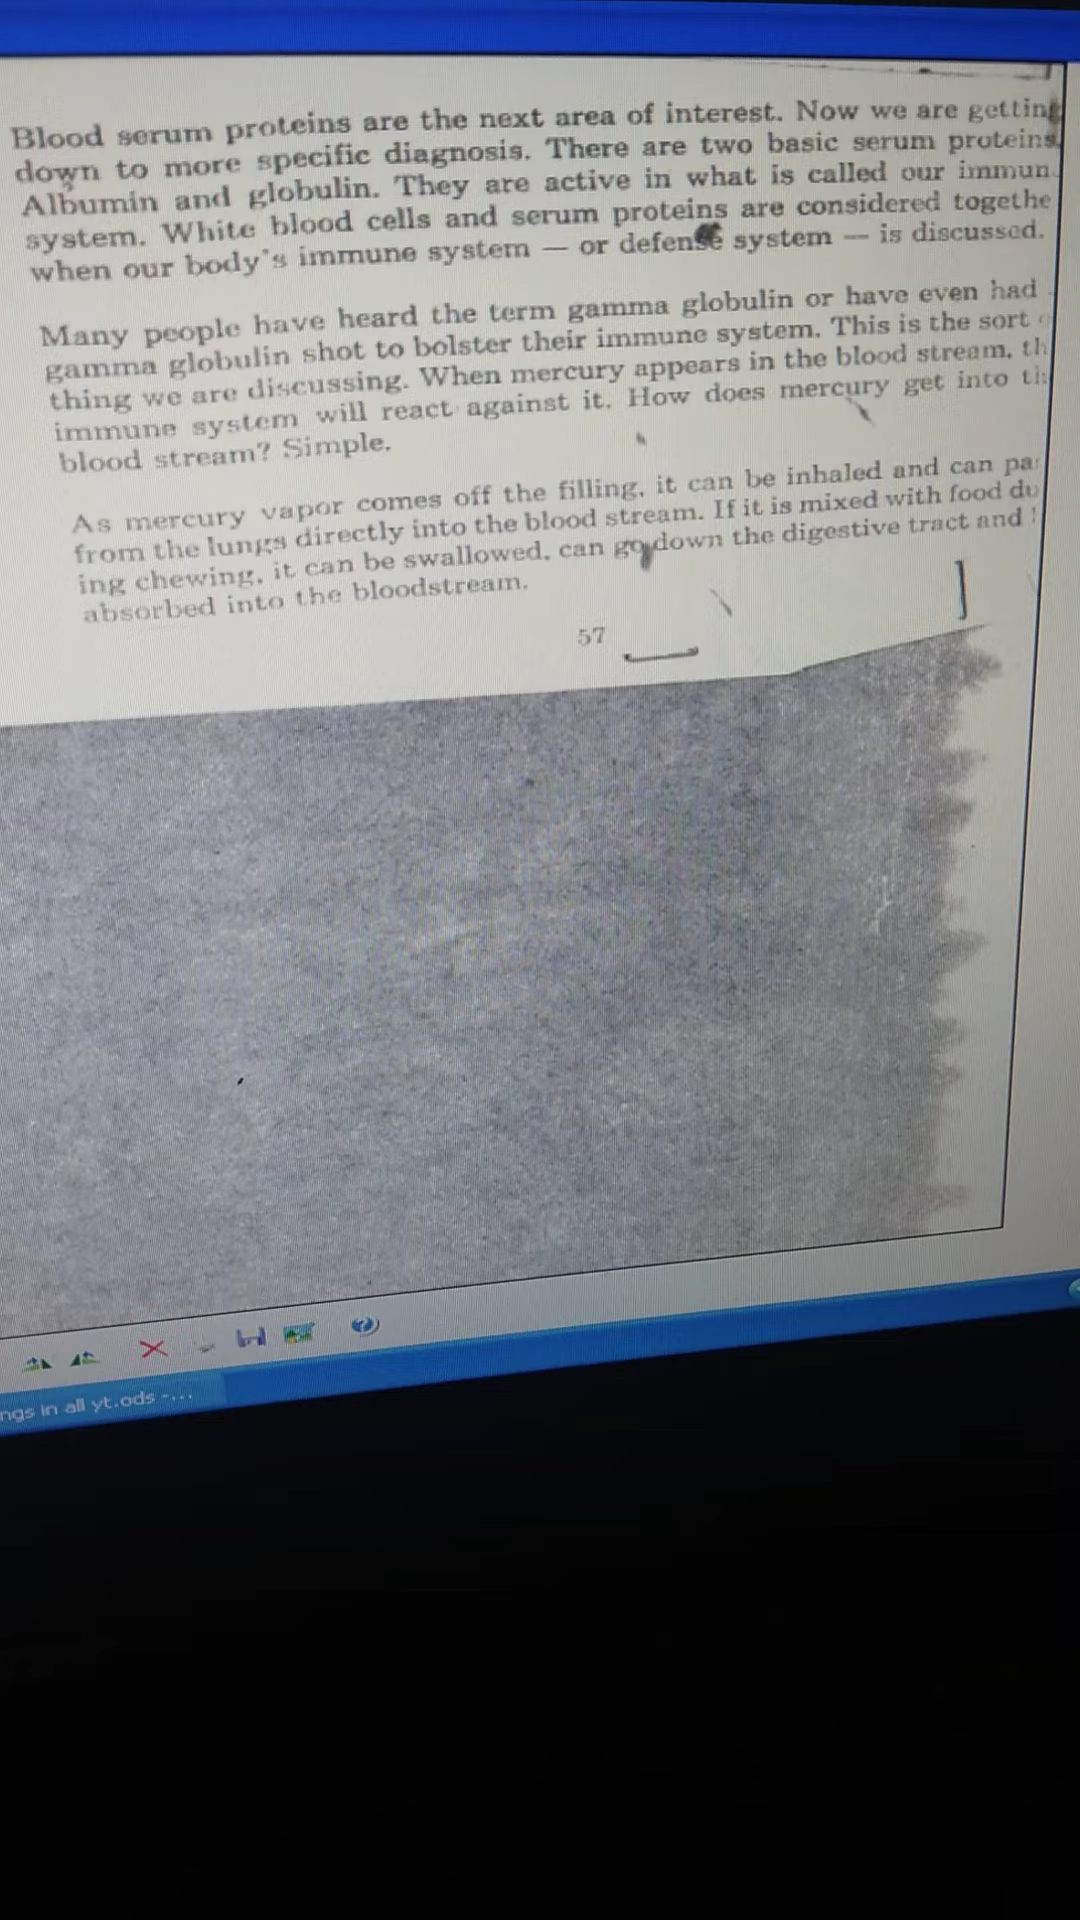 Blood serum proteins are the next area of interest. Now we are getting
down to more specific diagnosis. There are two basic serum proteins
Albumin and globulin. They are active in what is called our immun
system. White blood cells and serum proteins are considered togethe
when our body's immune system — or defense system — is discussed.
Many people have heard the term gamma globulin or have even had
gamma globulin shot to bolster their immune system. This is the sort
thing we are discussing. When mercury appears in the blood stream, th
immune system will react against it. How does mercury get into
blood stream? Simple.
As mercury vapor comes off the filling, it can be inhaled and can pa
from the lungs directly into the blood stream. If it is mixed with food du
ing chewing, it can be swallowed, can go down the digestive tract and
absorbed into the bloodstream.
57
ngs in all yt.ods -...